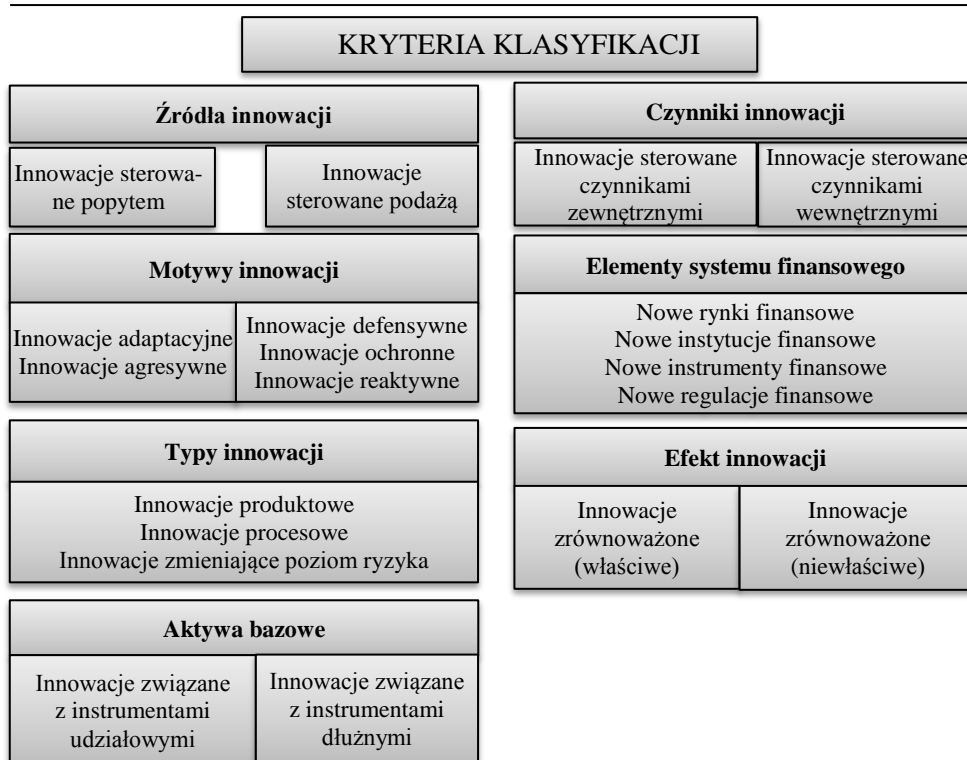 KRYTERIA KLASYFIKACJI
Źródła innowacji
Innowacje sterowa-
ne popytem
Innowacje
sterowane podażą
Motywy innowacji
Innowacje adaptacyjne
Innowacje agresywne
Innowacje defensywne
Innowacje ochronne
Innowacje reaktywne
Typy innowacji
Innowacje produktowe
Innowacje procesowe
Innowacje zmieniające poziom ryzyka
Aktywa bazowe
Innowacje związane
z instrumentami
udziałowymi
Innowacje związane
z instrumentami
dłużnymi
Czynniki innowacji
Innowacje sterowane
czynnikami
zewnętrznymi
Innowacje sterowane
czynnikami
wewnętrznymi
Elementy systemu finansowego
Nowe rynki finansowe
Nowe instytucje finansowe
Nowe instrumenty finansowe
Nowe regulacje finansowe
Efekt innowacji
Innowacje
zrównoważone
(właściwe)
Innowacje
zrównoważone
(niewłaściwe)